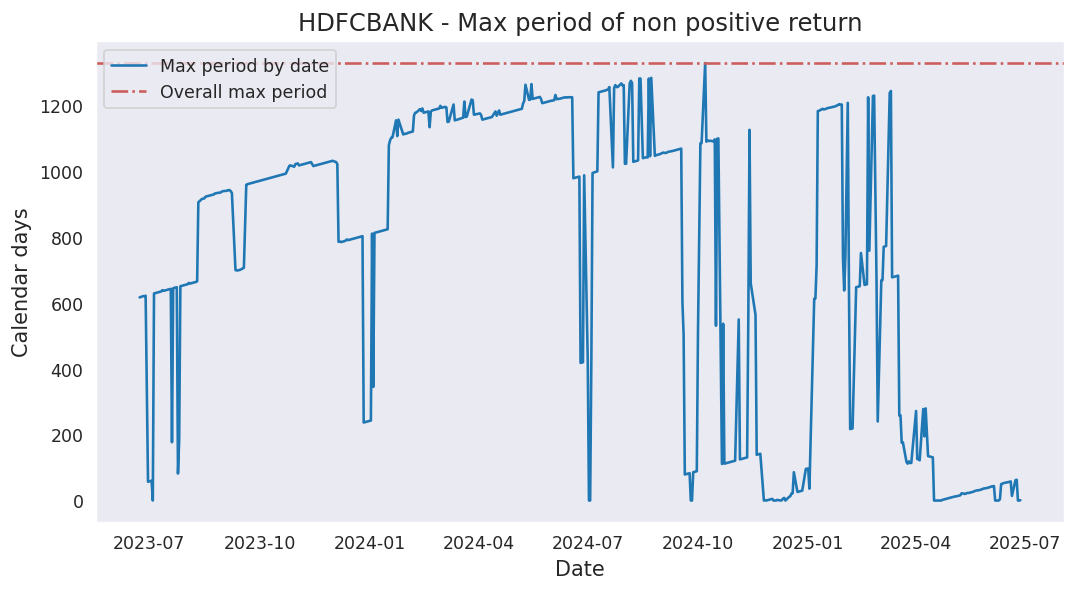 HDFCBANK - Max period of non positive return
Max period by date
Overall max period
Calendar days
1200
1000
800
600
400
200
0
2023-07 2023-10 2024-01 2024-04 2024-07 2024-10 2025-01 2025-04 2025-07
Date